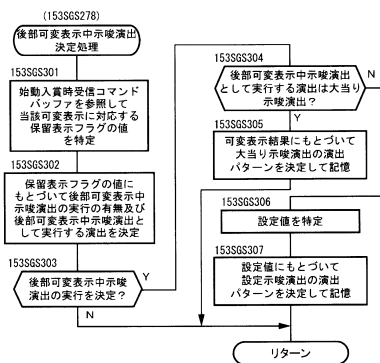 (153SGS278)
後部可変表示中示唆演出
決定処理
153SGS301
始動入賞時受信コマンド
バッファを参照して
当該可変表示に対応する
保留表示フラグの値
を特定
153SGS302
保留表示フラグの値に
もとづいて後部可変表示中
示唆演出の実行の有無及び
後部可変表示中示唆演出と
して実行する演出を決定
153SGS303
後部可変表示中示唆
演出の実行を決定?
Y
N
153SGS304
後部可変表示中示唆演出
として実行する演出は大当り
示唆演出?
N
Y
153SGS305
可変表示結果にもとづいて
大当り示唆演出の演出
パターンを決定して記憶
153SGS306
設定値を特定
153SGS307
設定値にもとづいて
設定示唆演出の演出
パターンを決定して記憶
リターン